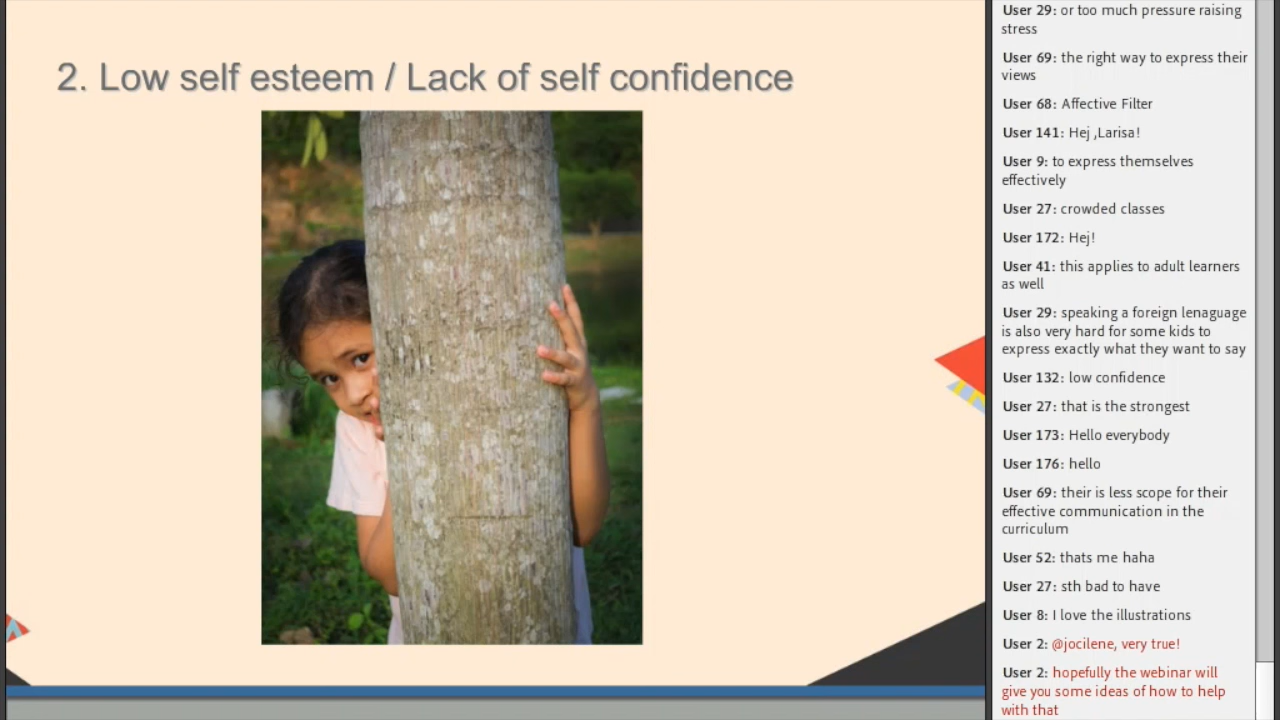 2. Low self esteem / Lack of self confidence
User 29: or too much pressure raising
stress
User 69: the right way to express their
views
User 68: Affective Filter
User 141: Hej ,Larisa!
User 9: to express themselves
effectively
User 27: crowded classes
User 172: Hej!
User 41: this applies to adult learners
as well
User 29: speaking a foreign lenaguage
is also very hard for some kids to
express exactly what they want to say
User 132: low confidence
User 27: that is the strongest
User 173: Hello everybody
User 176: hello
User 69: their is less scope for their
effective communication in the
curriculum
User 52: thats me haha
User 27: sth bad to have
User 8: I love the illustrations
User 2: @jocilene, very true!
User 2: hopefully the webinar will
give you some ideas of how to help
with that